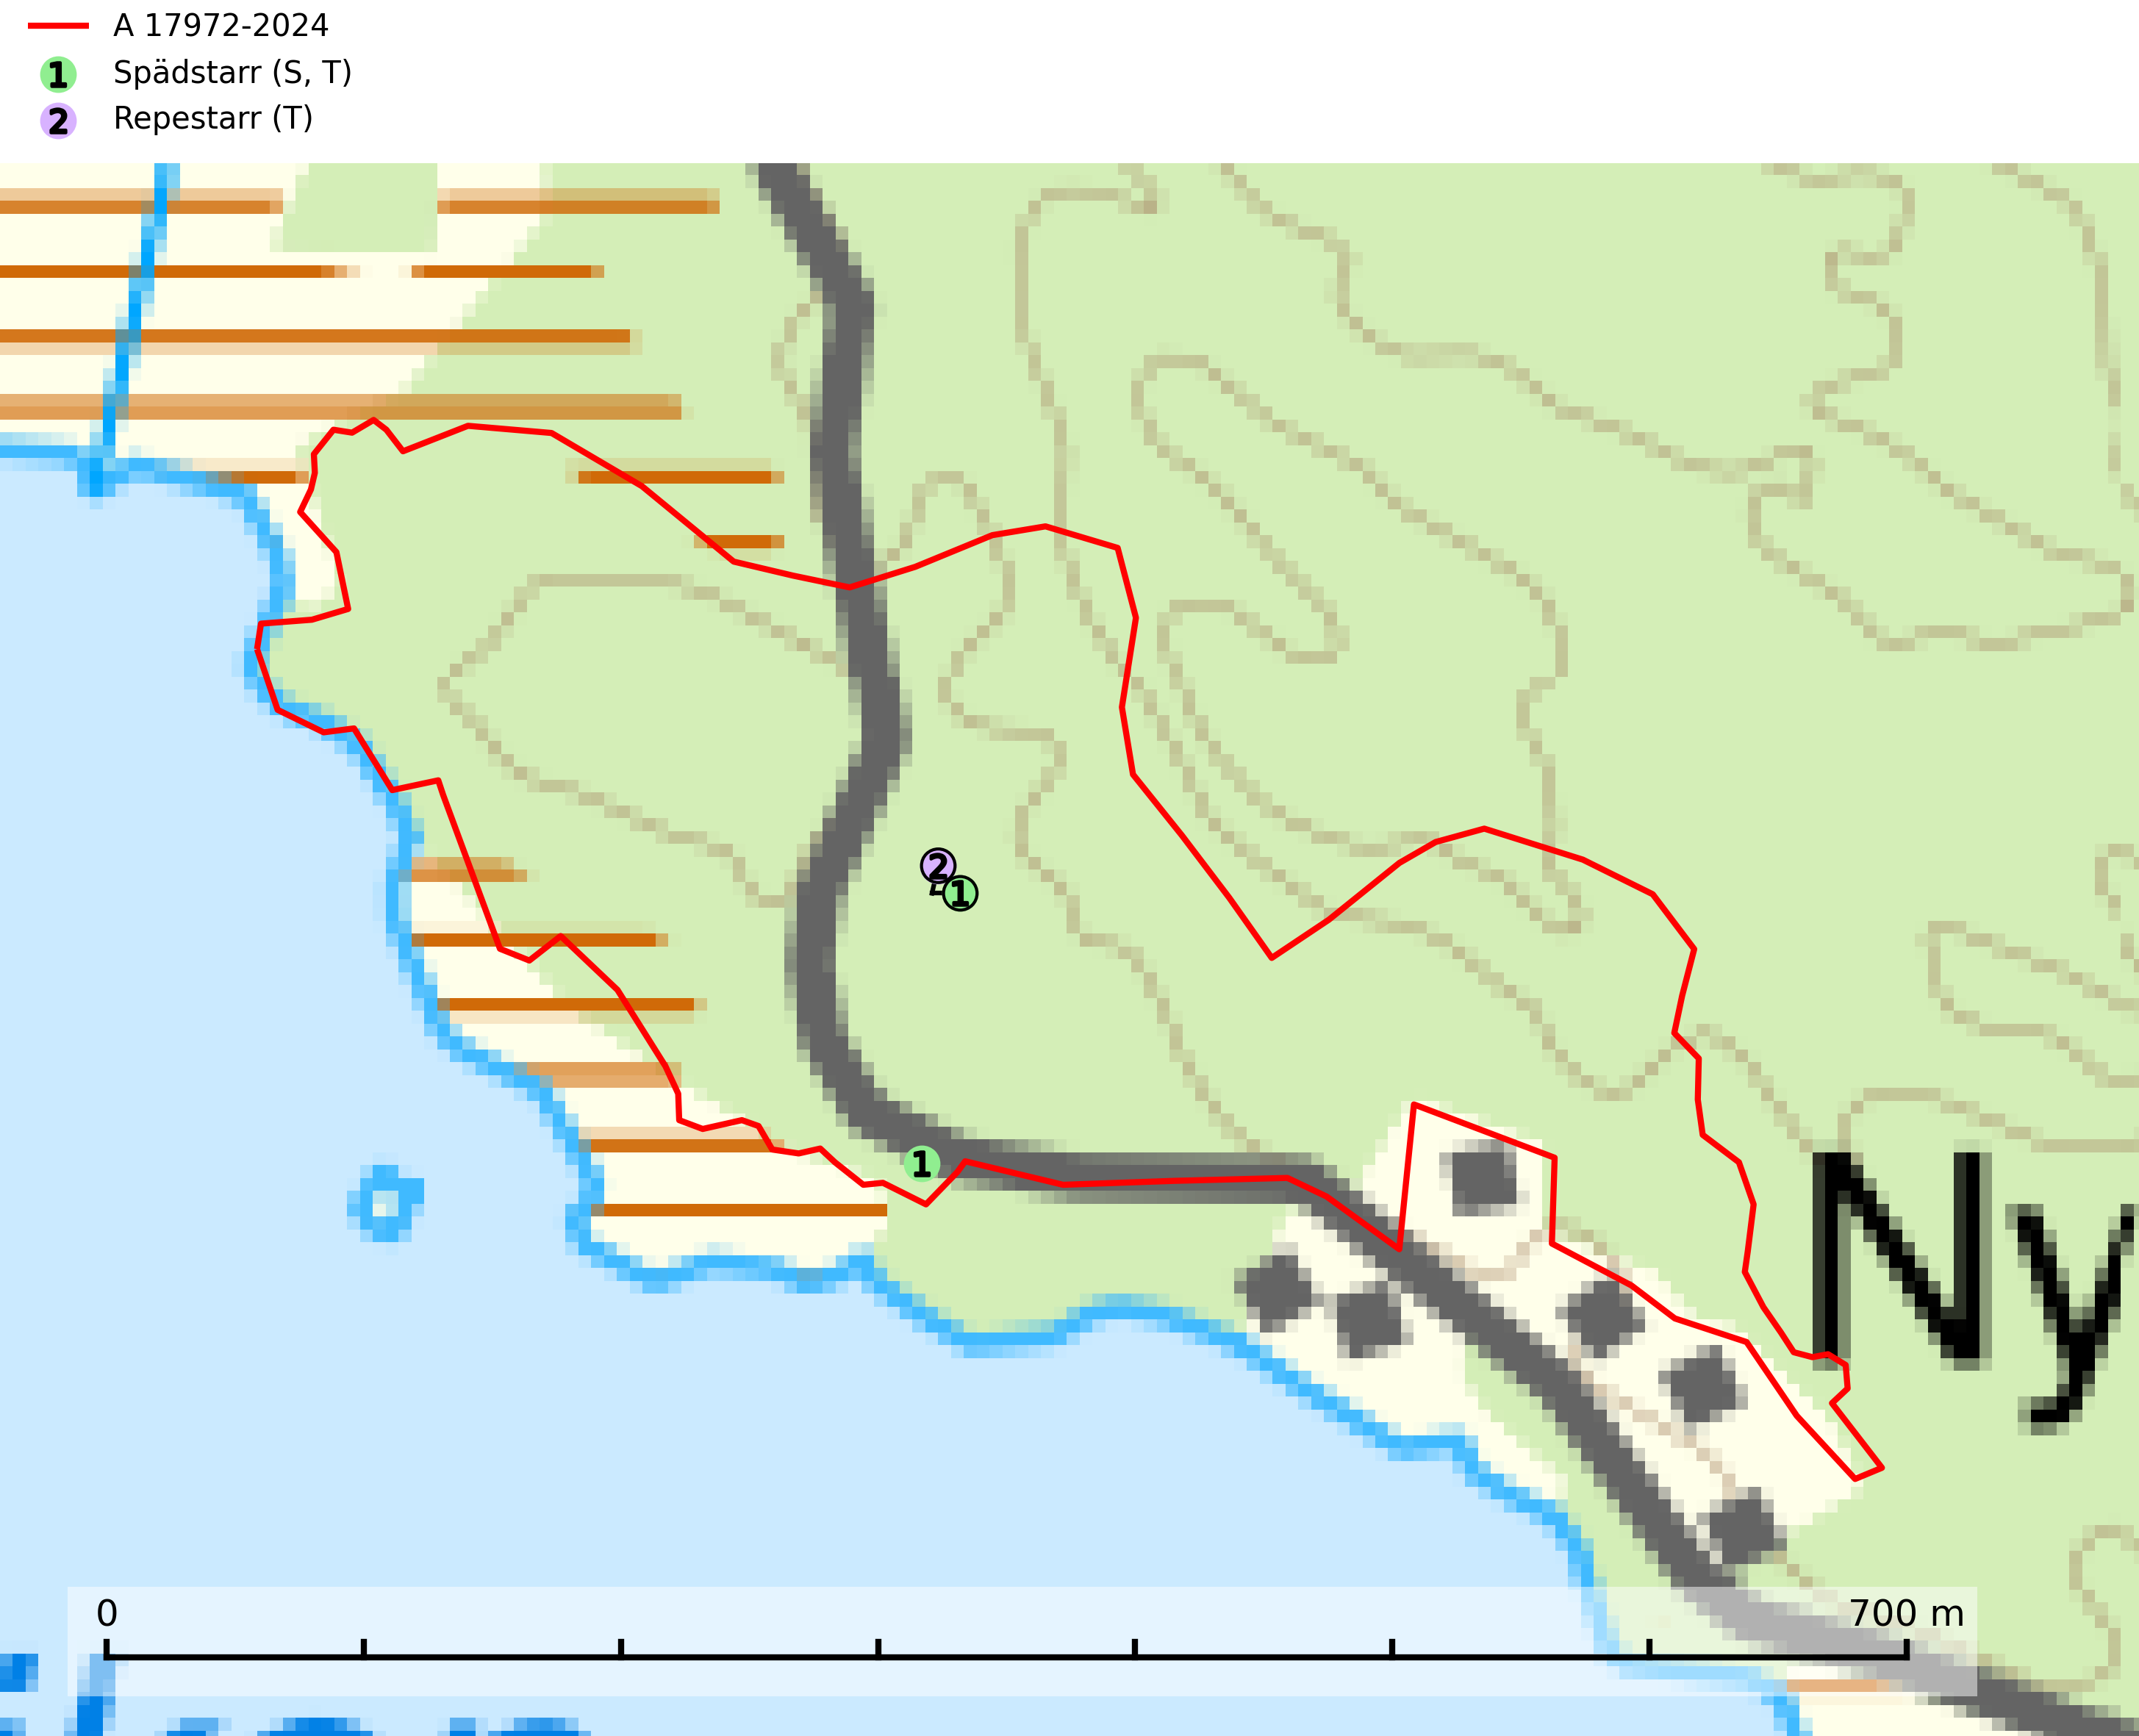 A 17972-2024
1 Spädstarr (S, T)
2 Repestarr (T)
2
1
1
Ny
0 700 m